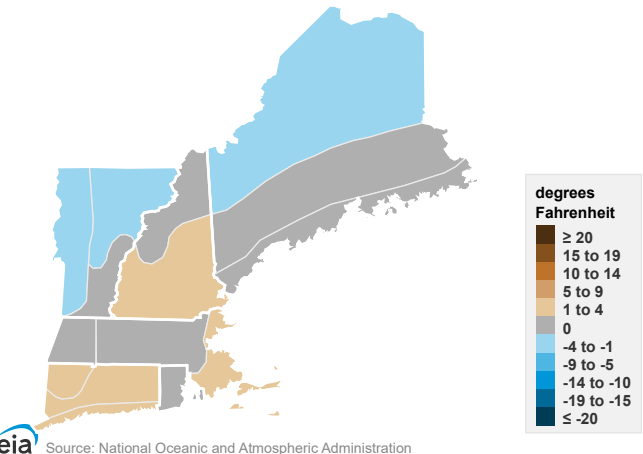 degrees
Fahrenheit
≥ 20
15 to 19
10 to 14
5 to 9
1 to 4
0
-4 to -1
-9 to -5
-14 to -10
-19 to -15
≤ -20
eia
Source: National Oceanic and Atmospheric Administration